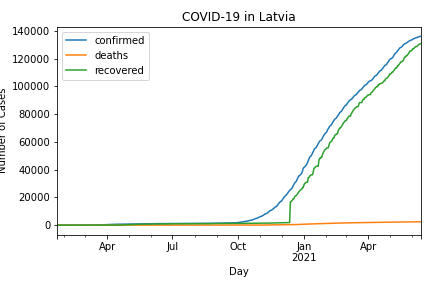 COVID-19 in Latvia
140000
120000
100000
80000
60000
40000
20000
0
Number of Cases
confirmed
deaths
recovered
Apr
Jul
Oct
Jan
2021
Apr
Day